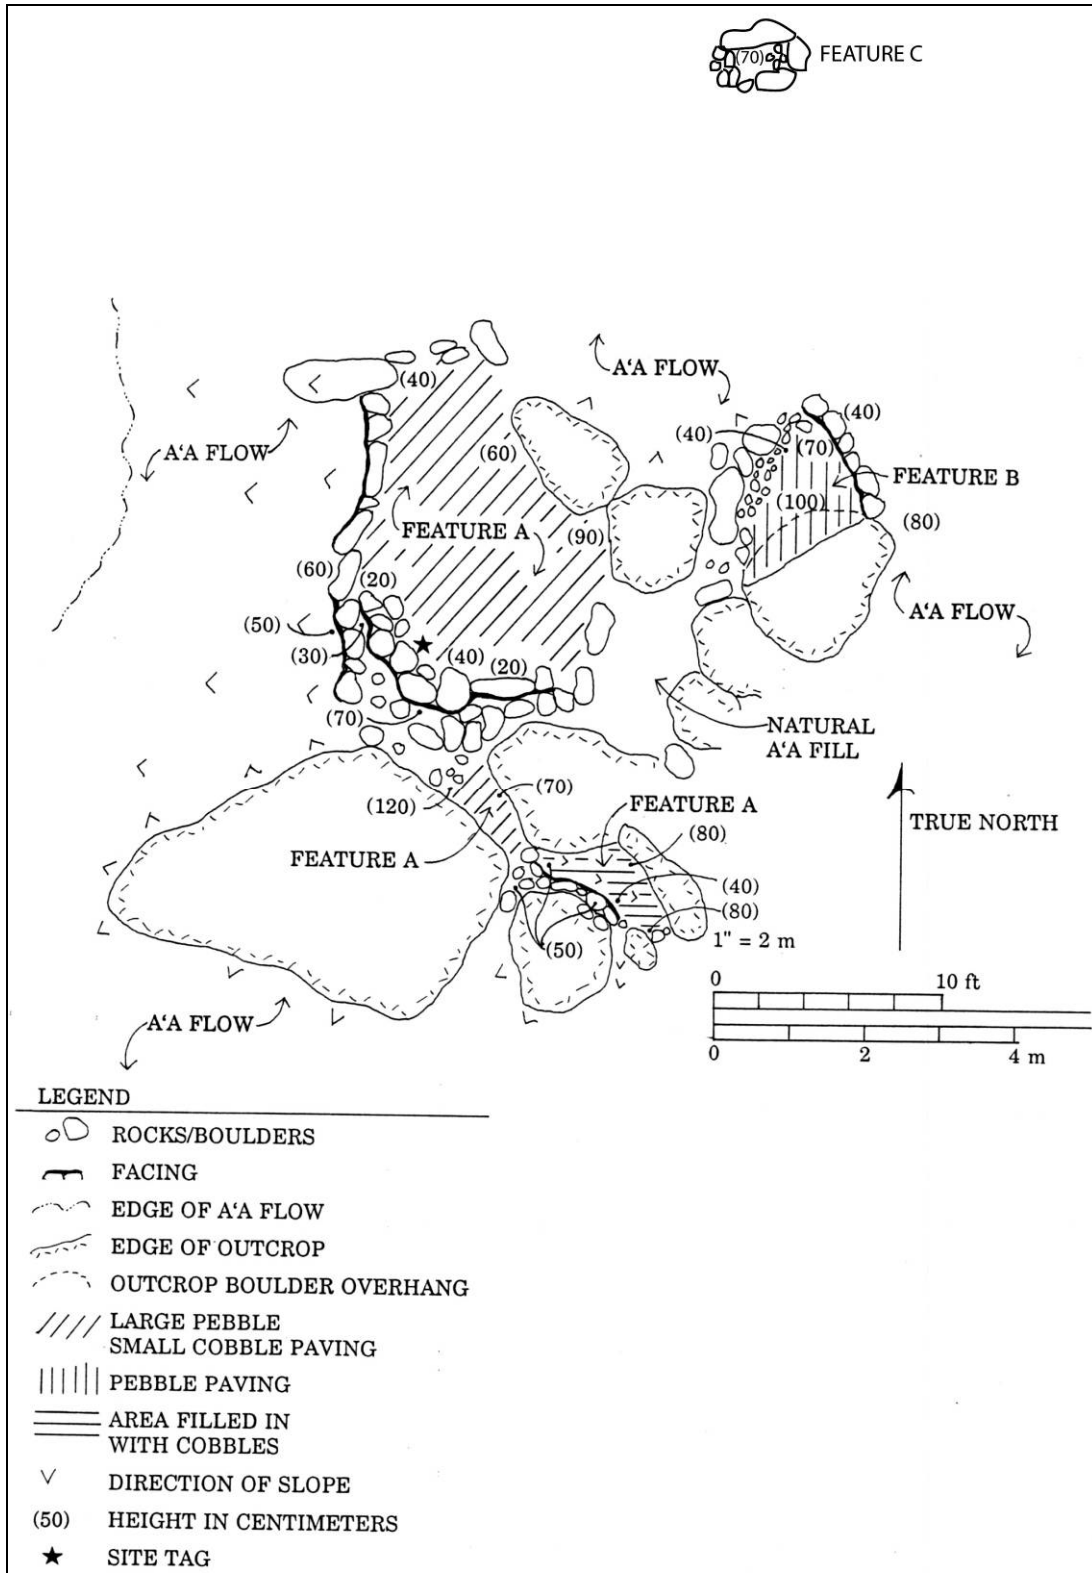 (70)
FEATURE C
A'A FLOW
(40)
(40)
(40)
A'A FLOW
(60)
(70)
FEATURE B
FEATURE A
(90)
(100)
(80)
(60)
(20)
A'A FLOW
(50)
(30)
(40)
(20)
(70)
NATURAL
A'A FILL
(120)
(70)
FEATURE A
TRUE NORTH
(80)
FEATURE A
(40)
(80)
(50)
1" = 2 m
0
10 ft
0
2
4 m
A'A FLOW
LEGEND
ROCKS/BOULDERS
FACING
EDGE OF A'A FLOW
EDGE OF OUTCROP
OUTCROP BOULDER OVERHANG
LARGE PEBBLE
SMALL COBBLE PAVING
PEBBLE PAVING
AREA FILLED IN
WITH COBBLES
DIRECTION OF SLOPE
(50)
HEIGHT IN CENTIMETERS
SITE TAG